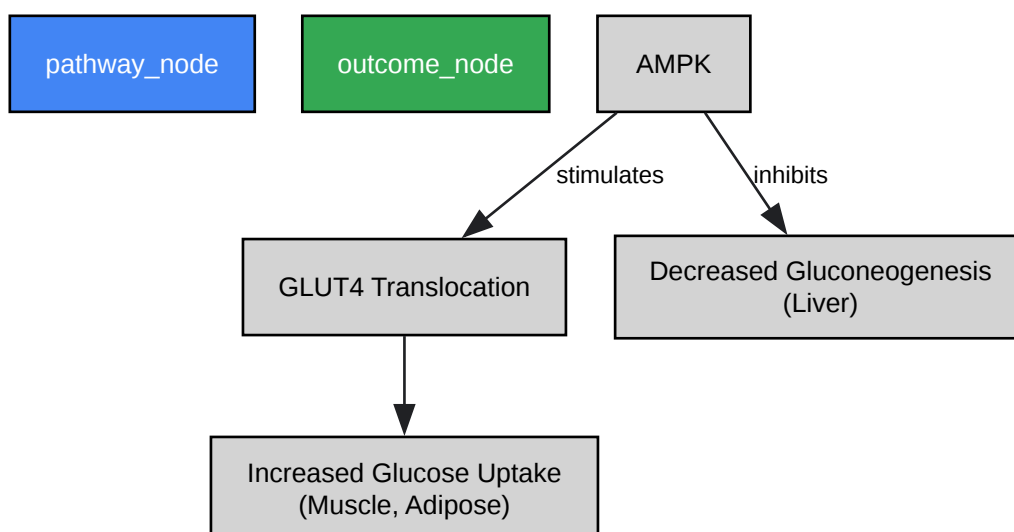 pathway_node
outcome_node
AMPK
stimulates
inhibits
GLUT4 Translocation
Decreased Gluconeogenesis
(Liver)
Increased Glucose Uptake
(Muscle, Adipose)